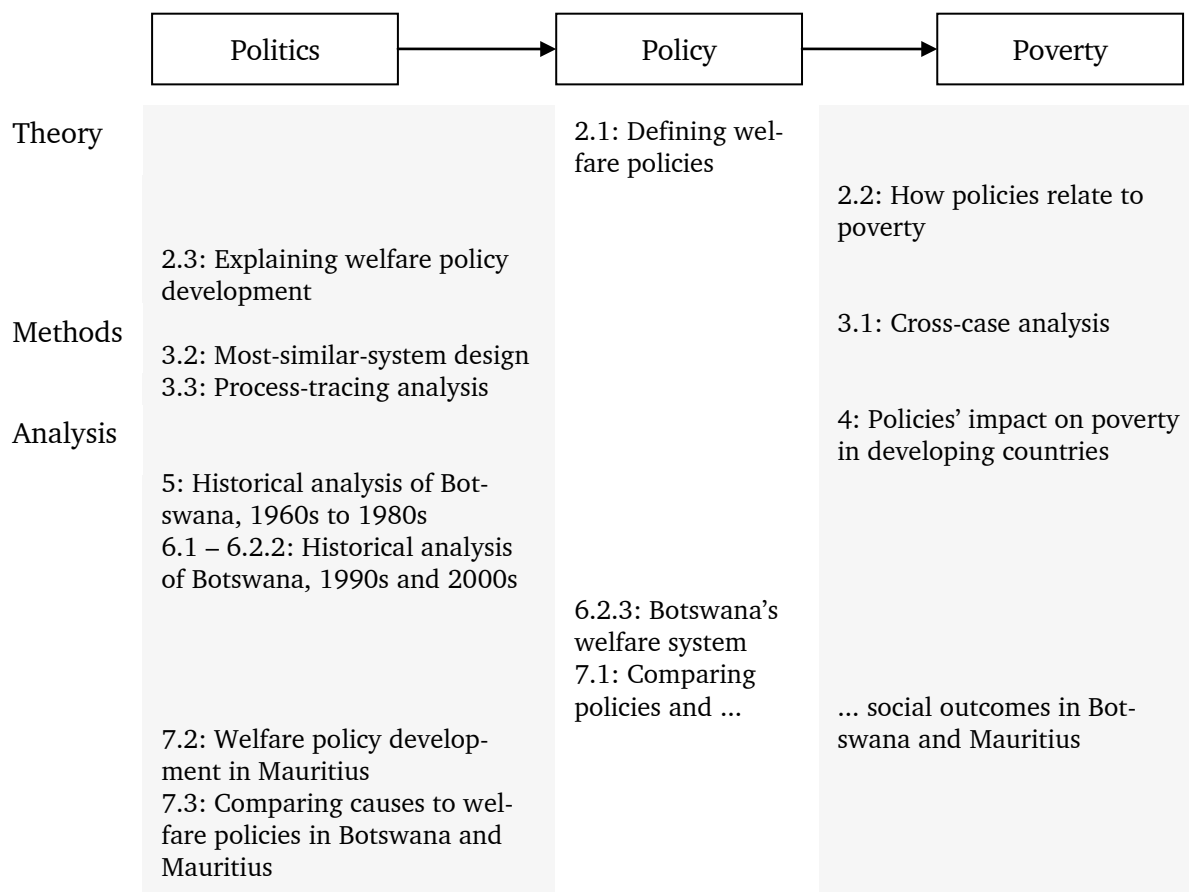 Politics
Policy
Poverty
Theory
2.1: Defining wel-
fare policies
2.2: How policies relate to
poverty
2.3: Explaining welfare policy
development
Methods
3.1: Cross-case analysis
3.2: Most-similar-system design
3.3: Process-tracing analysis
Analysis
4: Policies’ impact on poverty
in developing countries
5: Historical analysis of Bot-
swana, 1960s to 1980s
6.1 – 6.2.2: Historical analysis
of Botswana, 1990s and 2000s
6.2.3: Botswana’s
welfare system
7.1: Comparing
policies and ...
... social outcomes in Bot-
swana and Mauritius
7.2: Welfare policy develop-
ment in Mauritius
7.3: Comparing causes to wel-
fare policies in Botswana and
Mauritius